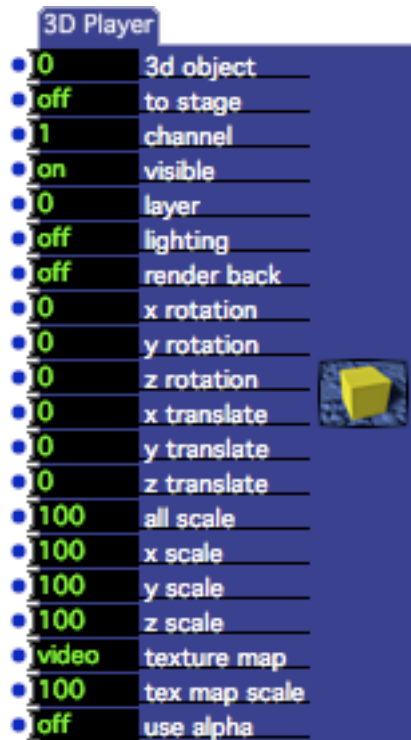 3D Player
0 3d object
off to stage
1 channel
on visible
0 layer
off lighting
off render back
0 x rotation
0 y rotation
0 z rotation
0 x translate
0 y translate
0 z translate
100 all scale
100 x scale
100 y scale
100 z scale
video texture map
100 tex map scale
off use alpha